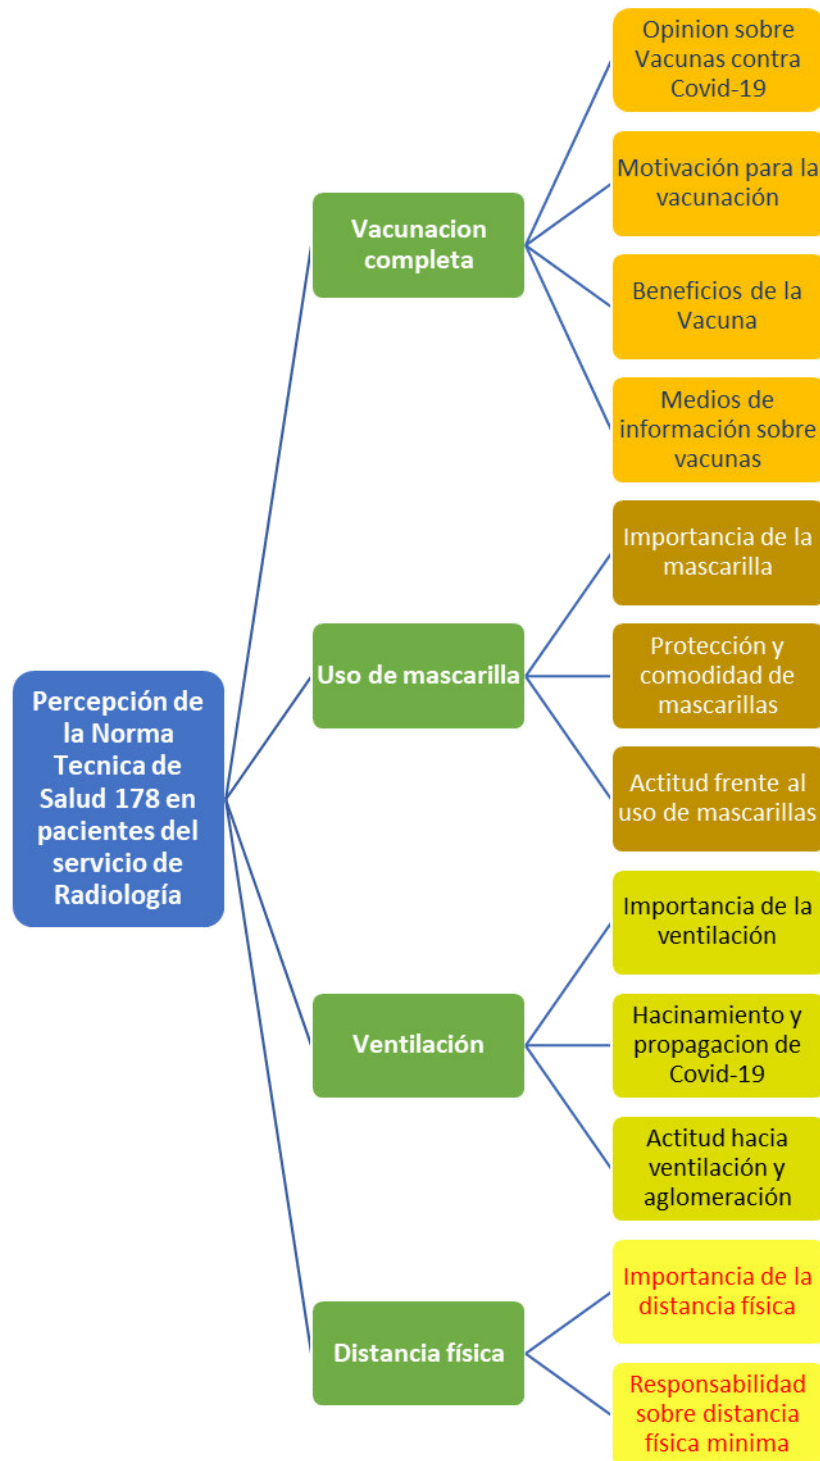 Opinion sobre
Vacunas contra
Covid-19
Motivación para la
vacunación
Vacunacion
completa
Beneficios de la
Vacuna
Medios de
información sobre
vacunas
Importancia de la
mascarilla
Uso de mascarilla
Protección y
comodidad de
mascarillas
Actitud frente al
uso de mascarillas
Percepción de
la Norma
Tecnica de
Salud 178 en
pacientes del
servicio de
Radiología
Importancia de la
ventilación
Ventilación
Hacinamiento y
propagacion de
Covid-19
Actitud hacia
ventilación y
aglomeración
Importancia de la
distancia física
Distancia física
Responsabilidad
sobre distancia
física minima